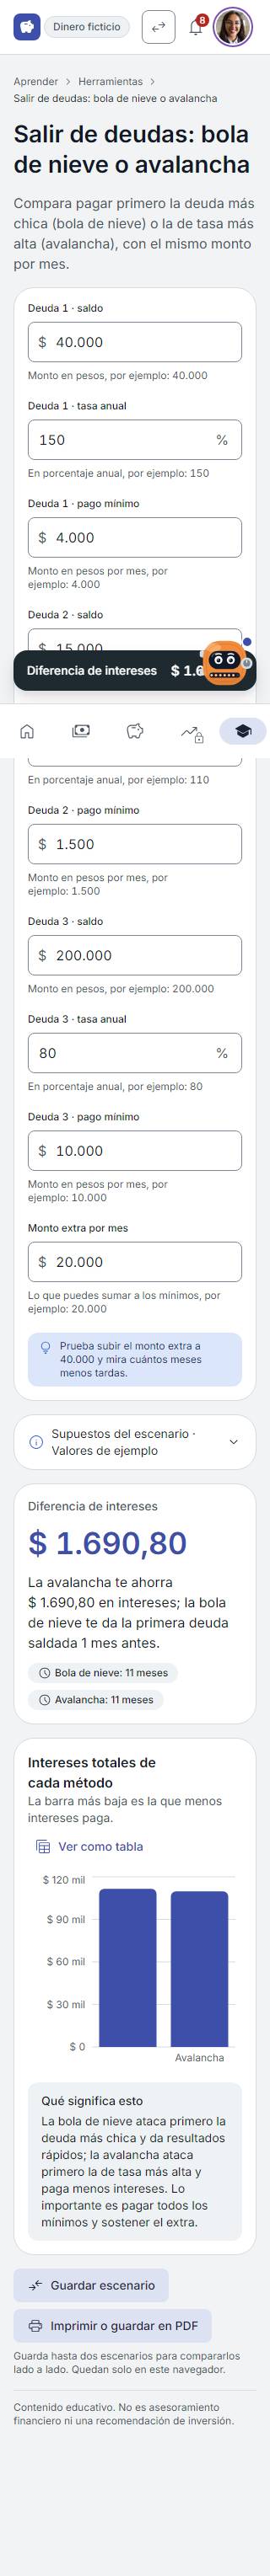 Dinero ficticio
8
Aprender > Herramientas >
Salir de deudas: bola de nieve o avalancha
Salir de deudas: bola
de nieve o avalancha
Compara pagar primero la deuda más
chica (bola de nieve) o la de tasa más
alta (avalancha), con el mismo monto
por mes.
Deuda 1 · saldo
$ 40.000
Monto en pesos, por ejemplo: 40.000
Deuda 1 · tasa anual
150 %
En porcentaje anual, por ejemplo: 150
Deuda 1 · pago mínimo
$ 4.000
Monto en pesos por mes, por
ejemplo: 4.000
Deuda 2 · saldo
$ 15.000
Diferencia de intereses $ 1.6
En porcentaje anual, por ejemplo: 110
Deuda 2 · pago mínimo
$ 1.500
Monto en pesos por mes, por
ejemplo: 1.500
Deuda 3 · saldo
$ 200.000
Monto en pesos, por ejemplo: 200.000
Deuda 3 · tasa anual
80 %
En porcentaje anual, por ejemplo: 80
Deuda 3 · pago mínimo
$ 10.000
Monto en pesos por mes, por
ejemplo: 10.000
Monto extra por mes
$ 20.000
Lo que puedes sumar a los mínimos, por
ejemplo: 20.000
Prueba subir el monto extra a
40.000 y mira cuántos meses
menos tardas.
Supuestos del escenario ·
Valores de ejemplo
Diferencia de intereses
$ 1.690,80
La avalancha te ahorra
$ 1.690,80 en intereses; la bola
de nieve te da la primera deuda
saldada 1 mes antes.
Bola de nieve: 11 meses
Avalancha: 11 meses
Intereses totales de
cada método
La barra más baja es la que menos
intereses paga.
Ver como tabla
$ 120 mil
$ 90 mil
$ 60 mil
$ 30 mil
$ 0
Avalancha
Qué significa esto
La bola de nieve ataca primero la
deuda más chica y da resultados
rápidos; la avalancha ataca
primero la de tasa más alta y
paga menos intereses. Lo
importante es pagar todos los
mínimos y sostener el extra.
Guardar escenario
Imprimir o guardar en PDF
Guarda hasta dos escenarios para compararlos
lado a lado. Quedan solo en este navegador.
Contenido educativo. No es asesoramiento
financiero ni una recomendación de inversión.